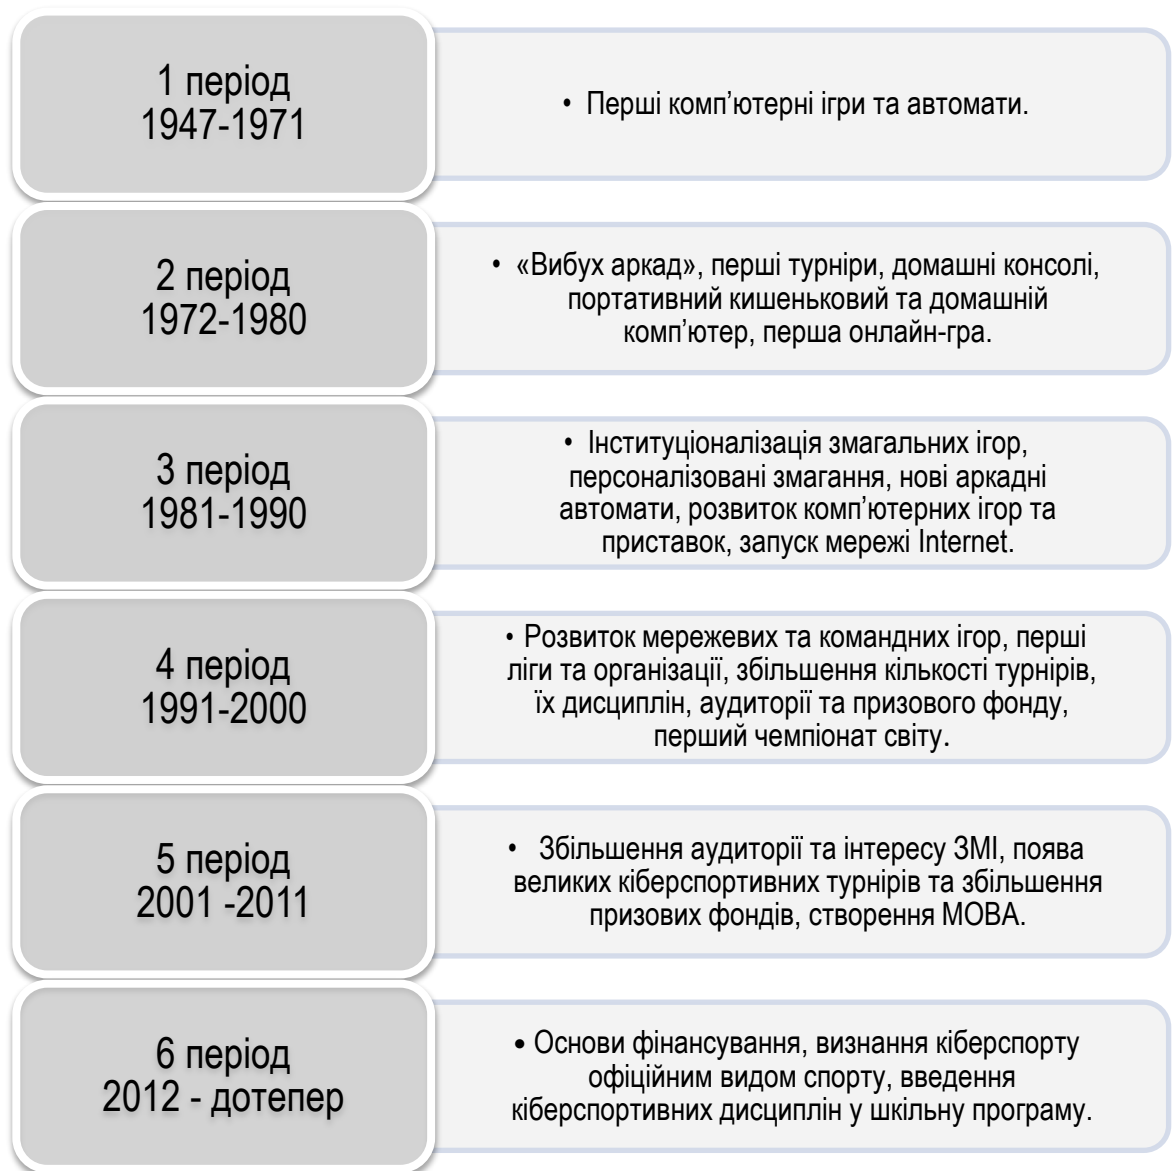 1 період
1947-1971
• Перші комп’ютерні ігри та автомати.
2 період
1972-1980
• «Вибух аркад», перші турніри, домашні консолі,
портативний кишеньковий та домашній
комп’ютер, перша онлайн-гра.
3 період
1981-1990
• Інституціоналізація змагальних ігор,
персоналізовані змагання, нові аркадні
автомати, розвиток комп’ютерних ігор та
приставок, запуск мережі Internet.
4 період
1991-2000
• Розвиток мережевих та командних ігор, перші
ліги та організації, збільшення кількості турнірів,
їх дисциплін, аудиторії та призового фонду,
перший чемпіонат світу.
5 період
2001 -2011
• Збільшення аудиторії та інтересу ЗМІ, поява
великих кіберспортивних турнірів та збільшення
призових фондів, створення МОВА.
6 період
2012 - дотепер
• Основи фінансування, визнання кіберспорту
офіційним видом спорту, введення
кіберспортивних дисциплін у шкільну програму.